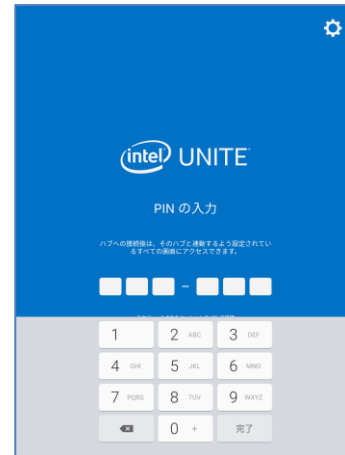 intel UNITE
PIN の入力
ハブへの接続後は、そのハブと連動するよう設定されてい
るすべての画面にアクセスできます。
-
1 2 ABC 3 DEF
4 GHI 5 JKL 6 MNO
7 PQRS 8 TUV 9 WXYZ
0 + 完了